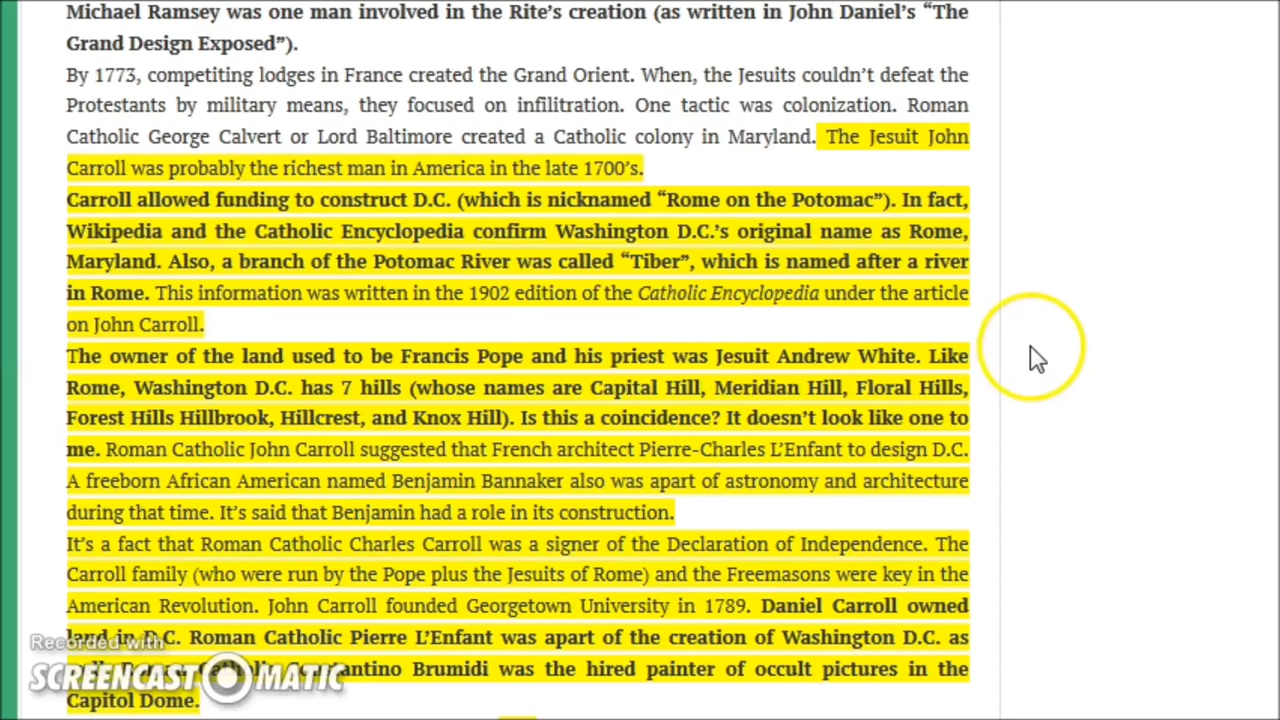 Michael Ramsey was one man involved in the Rite’s creation (as written in John Daniel’s “The
Grand Design Exposed”).
By 1773, competing lodges in France created the Grand Orient. When, the Jesuits couldn’t defeat the
Protestants by military means, they focused on infilitration. One tactic was colonization. Roman
Catholic George Calvert or Lord Baltimore created a Catholic colony in Maryland. The Jesuit John
Carroll was probably the richest man in America in the late 1700’s.
Carroll allowed funding to construct D.C. (which is nicknamed “Rome on the Potomac”). In fact,
Wikipedia and the Catholic Encyclopedia confirm Washington D.C.’s original name as Rome,
Maryland. Also, a branch of the Potomac River was called “Tiber”, which is named after a river
in Rome. This information was written in the 1902 edition of the Catholic Encyclopedia under the article
on John Carroll.
The owner of the land used to be Francis Pope and his priest was Jesuit Andrew White. Like
Rome, Washington D.C. has 7 hills (whose names are Capital Hill, Meridian Hill, Floral Hills,
Forest Hills Hillbrook, Hillcrest, and Knox Hill). Is this a coincidence? It doesn’t look like one to
me. Roman Catholic John Carroll suggested that French architect Pierre-Charles L’Enfant to design D.C.
A freeborn African American named Benjamin Bannaker also was apart of astronomy and architecture
during that time. It’s said that Benjamin had a role in its construction.
It’s a fact that Roman Catholic Charles Carroll was a signer of the Declaration of Independence. The
Carroll family (who were run by the Pope plus the Jesuits of Rome) and the Freemasons were key in the
American Revolution. John Carroll founded Georgetown University in 1789. Daniel Carroll owned
land in D.C. Roman Catholic Pierre L’Enfant was apart of the creation of Washington D.C. as
Brumidi was the hired painter of occult pictures in the
Capitol Dome.
Recorded with
SCREENCAST MATIC